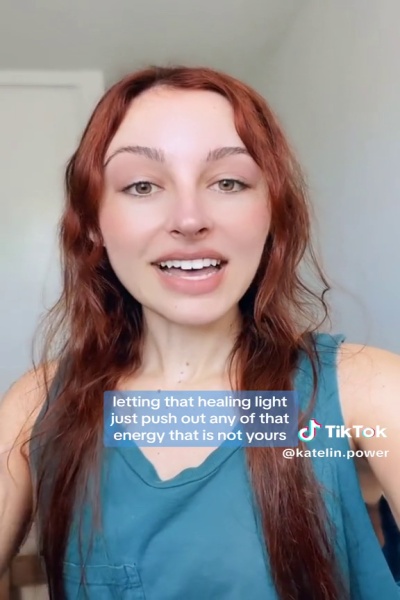 letting that healing light
just push out any of that
energy that is not yours
TikTok
@katelin.power